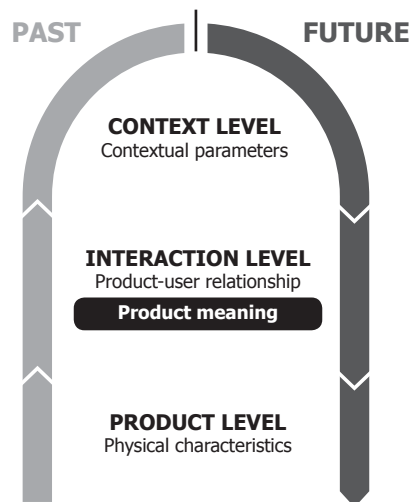 PAST
FUTURE
CONTEXT LEVEL
Contextual parameters
INTERACTION LEVEL
Product-user relationship
Product meaning
PRODUCT LEVEL
Physical characteristics